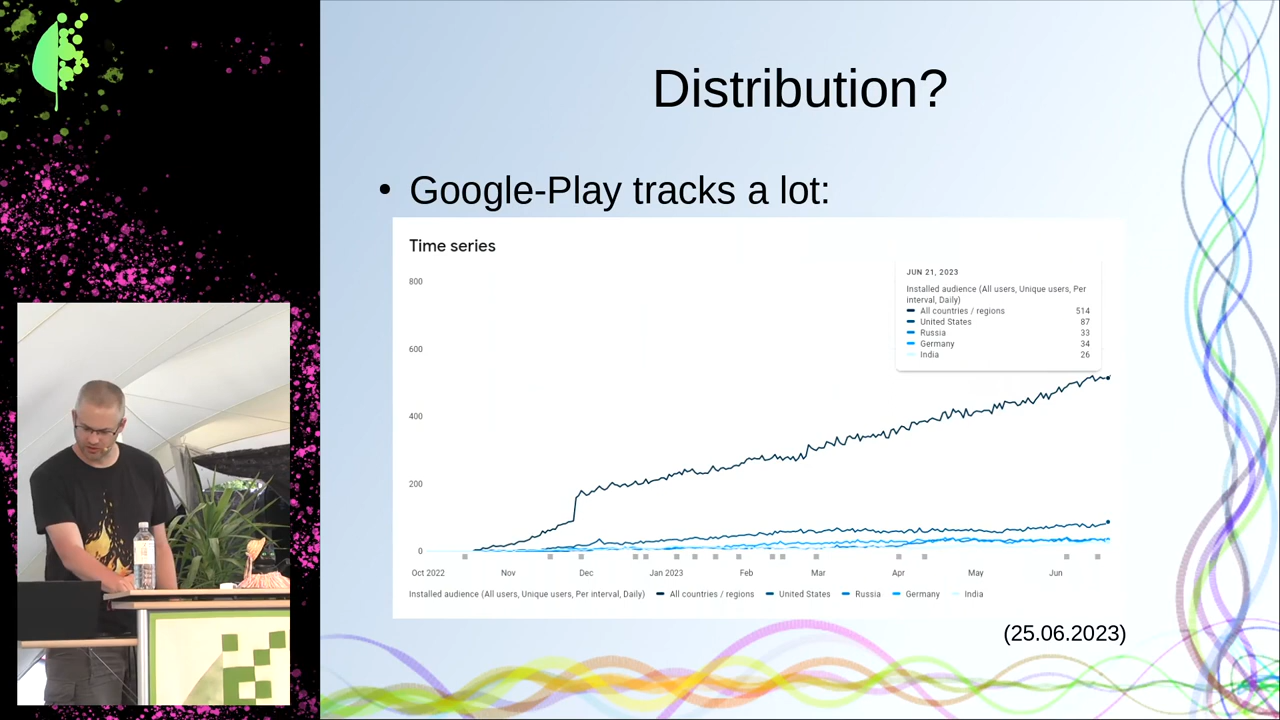 Distribution?
• Google-Play tracks a lot:
Time series
JUN 21, 2023
Installed audience (All users, Unique users, Per
interval, Daily)
All countries / regions 514
United States 87
Russia 33
Germany 34
India 26
800
600
400
200
0
Oct 2022 Nov Dec Jan 2023 Feb Mar Apr May Jun
Installed audience (All users, Unique users, Per interval, Daily) All countries / regions United States Russia Germany India
(25.06.2023)